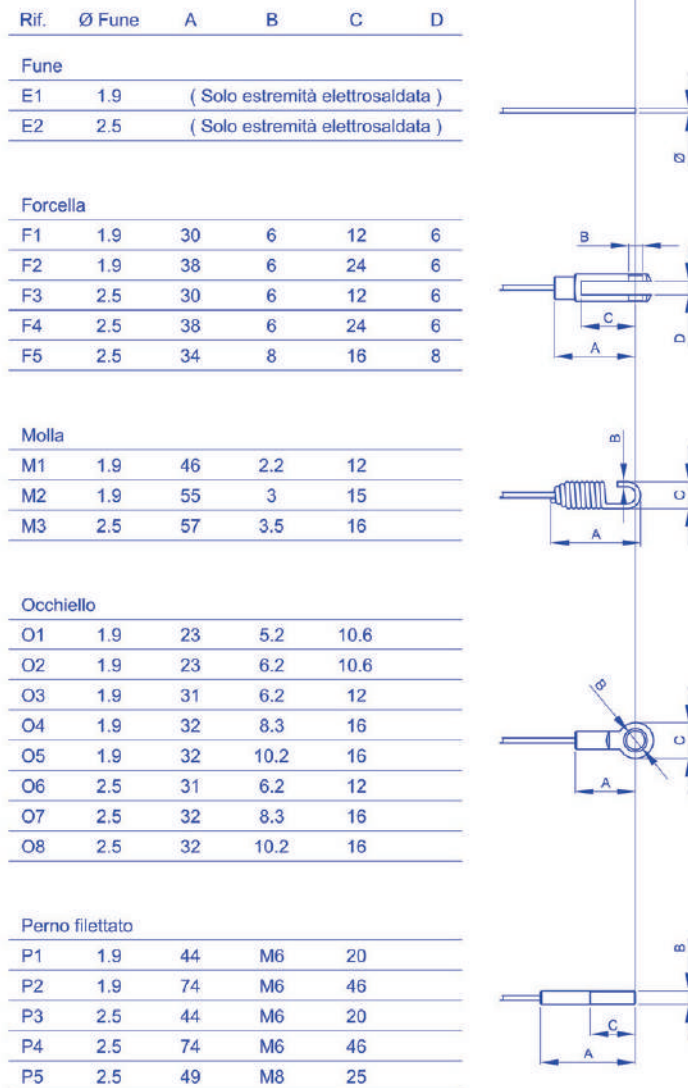 Rif. Ø Fune A B C D
Fune
E1 1.9 ( Solo estremità elettrosaldata )
E2 2.5 ( Solo estremità elettrosaldata )
Ø
Forcella
F1 1.9 30 6 12 6
F2 1.9 38 6 24 6
F3 2.5 30 6 12 6
F4 2.5 38 6 24 6
F5 2.5 34 8 16 8
B
C
A
D
Molla
M1 1.9 46 2.2 12
M2 1.9 55 3 15
M3 2.5 57 3.5 16
B
C
A
Occhiello
O1 1.9 23 5.2 10.6
O2 1.9 23 6.2 10.6
O3 1.9 31 6.2 12
O4 1.9 32 8.3 16
O5 1.9 32 10.2 16
O6 2.5 31 6.2 12
O7 2.5 32 8.3 16
O8 2.5 32 10.2 16
B
C
A
Perno filettato
P1 1.9 44 M6 20
P2 1.9 74 M6 46
P3 2.5 44 M6 20
P4 2.5 74 M6 46
P5 2.5 49 M8 25
B
C
A